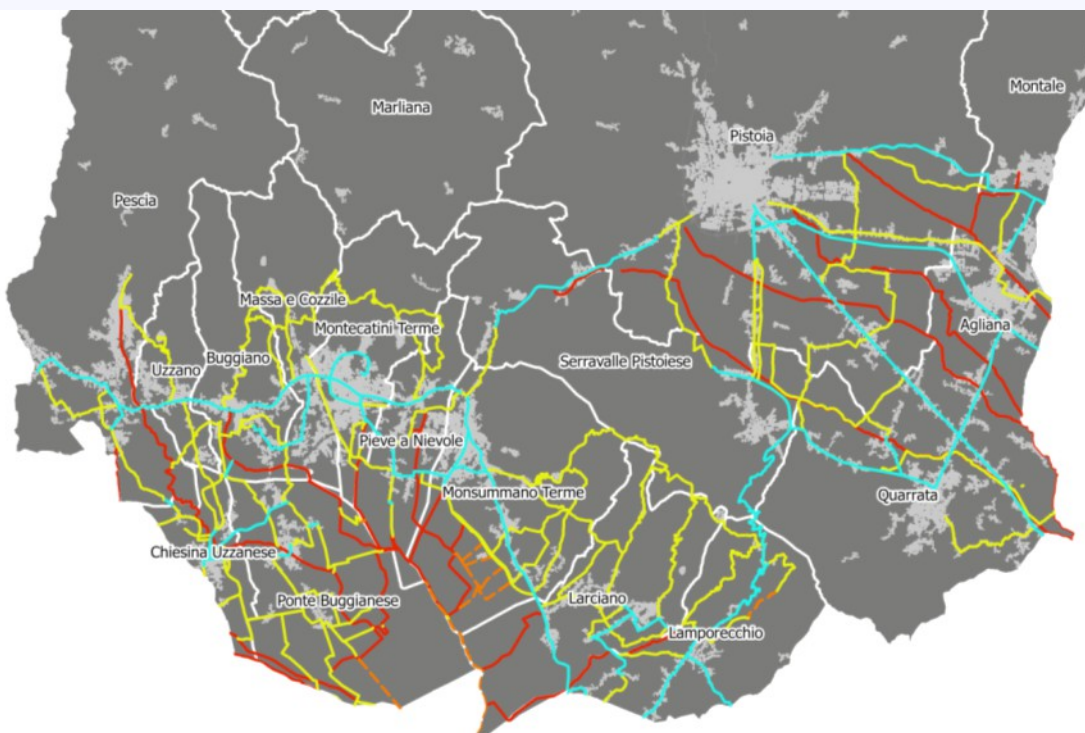 Montale
Marliana
Pistoia
Pescia
Massa e Cozzile
Montecatini Terme
Agliana
Buggiano
Serravalle Pistoiese
Uzzano
Pieve a Nievole
Monsummano Terme
Quarrata
Chiesina Uzzanese
Larciano
Ponte Buggianese
Lamporecchio